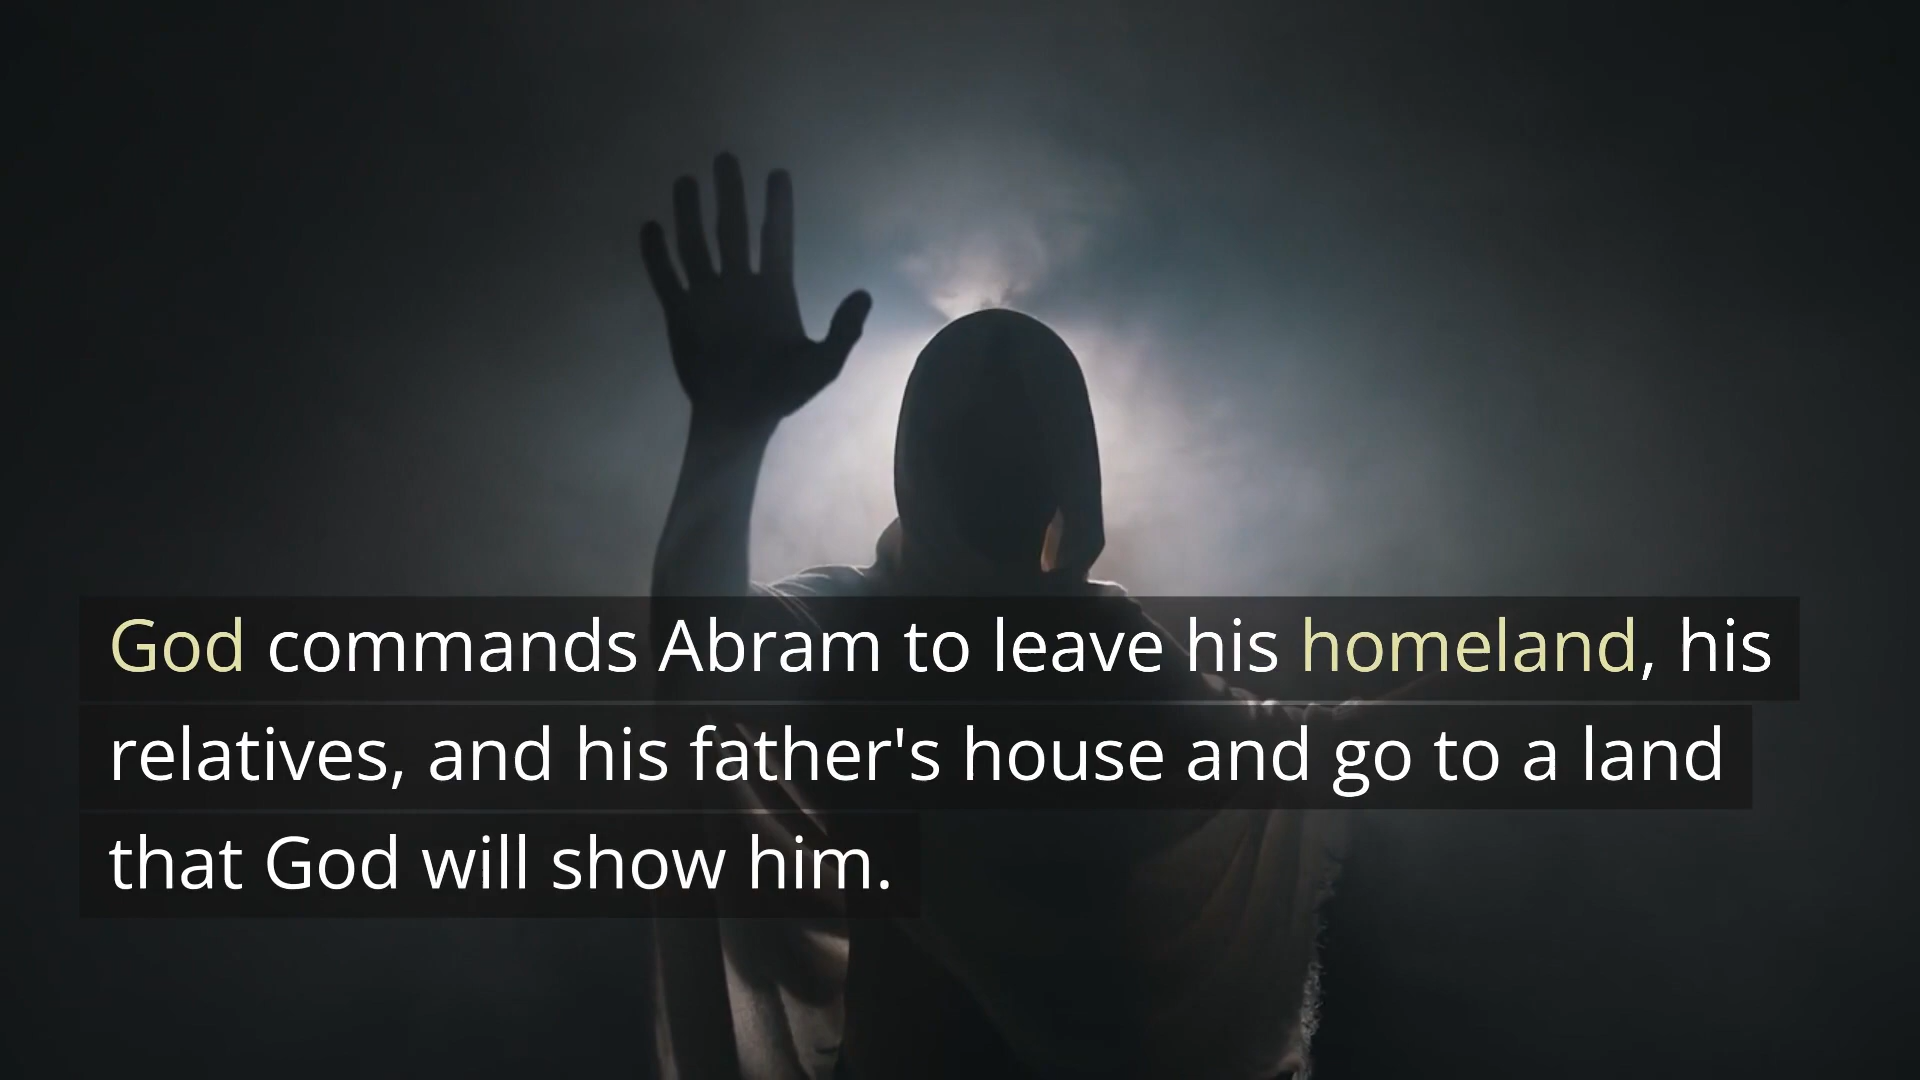 God commands Abram to leave his homeland, his
relatives, and his father's house and go to a land
that God will show him.